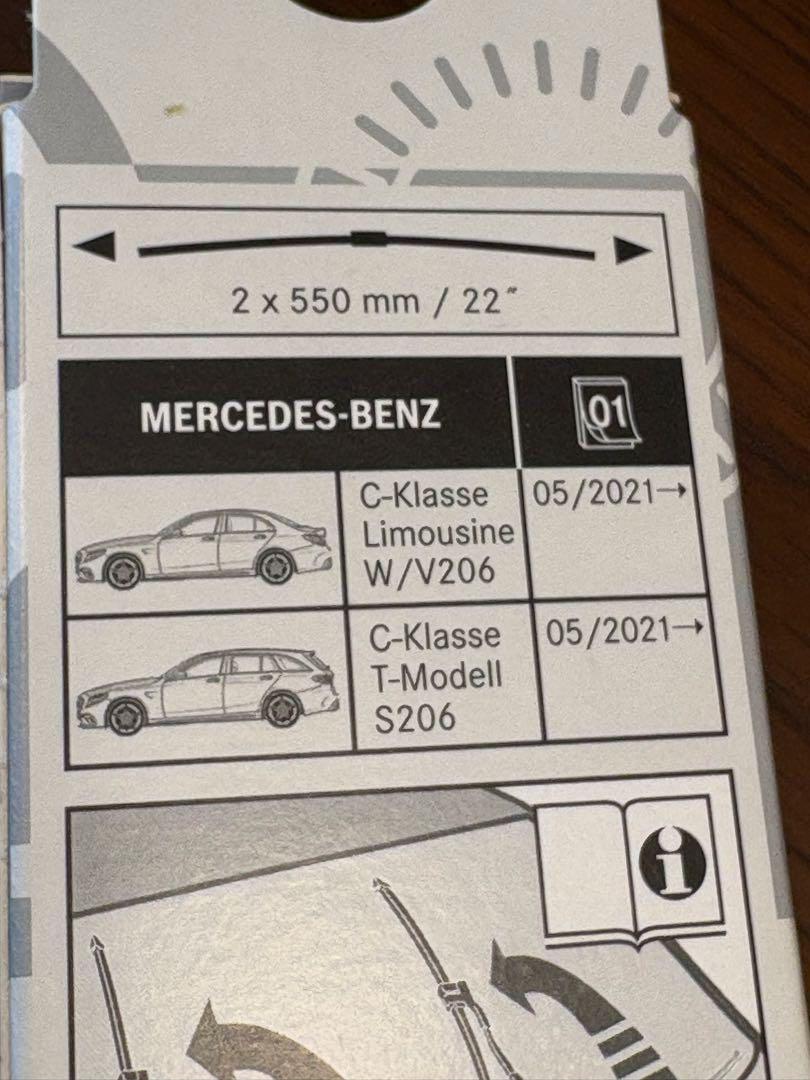 2 x 550 mm / 22″
MERCEDES-BENZ
01
C-Klasse
Limousine
W/V206
05/2021→
C-Klasse
T-Modell
S206
05/2021→
i